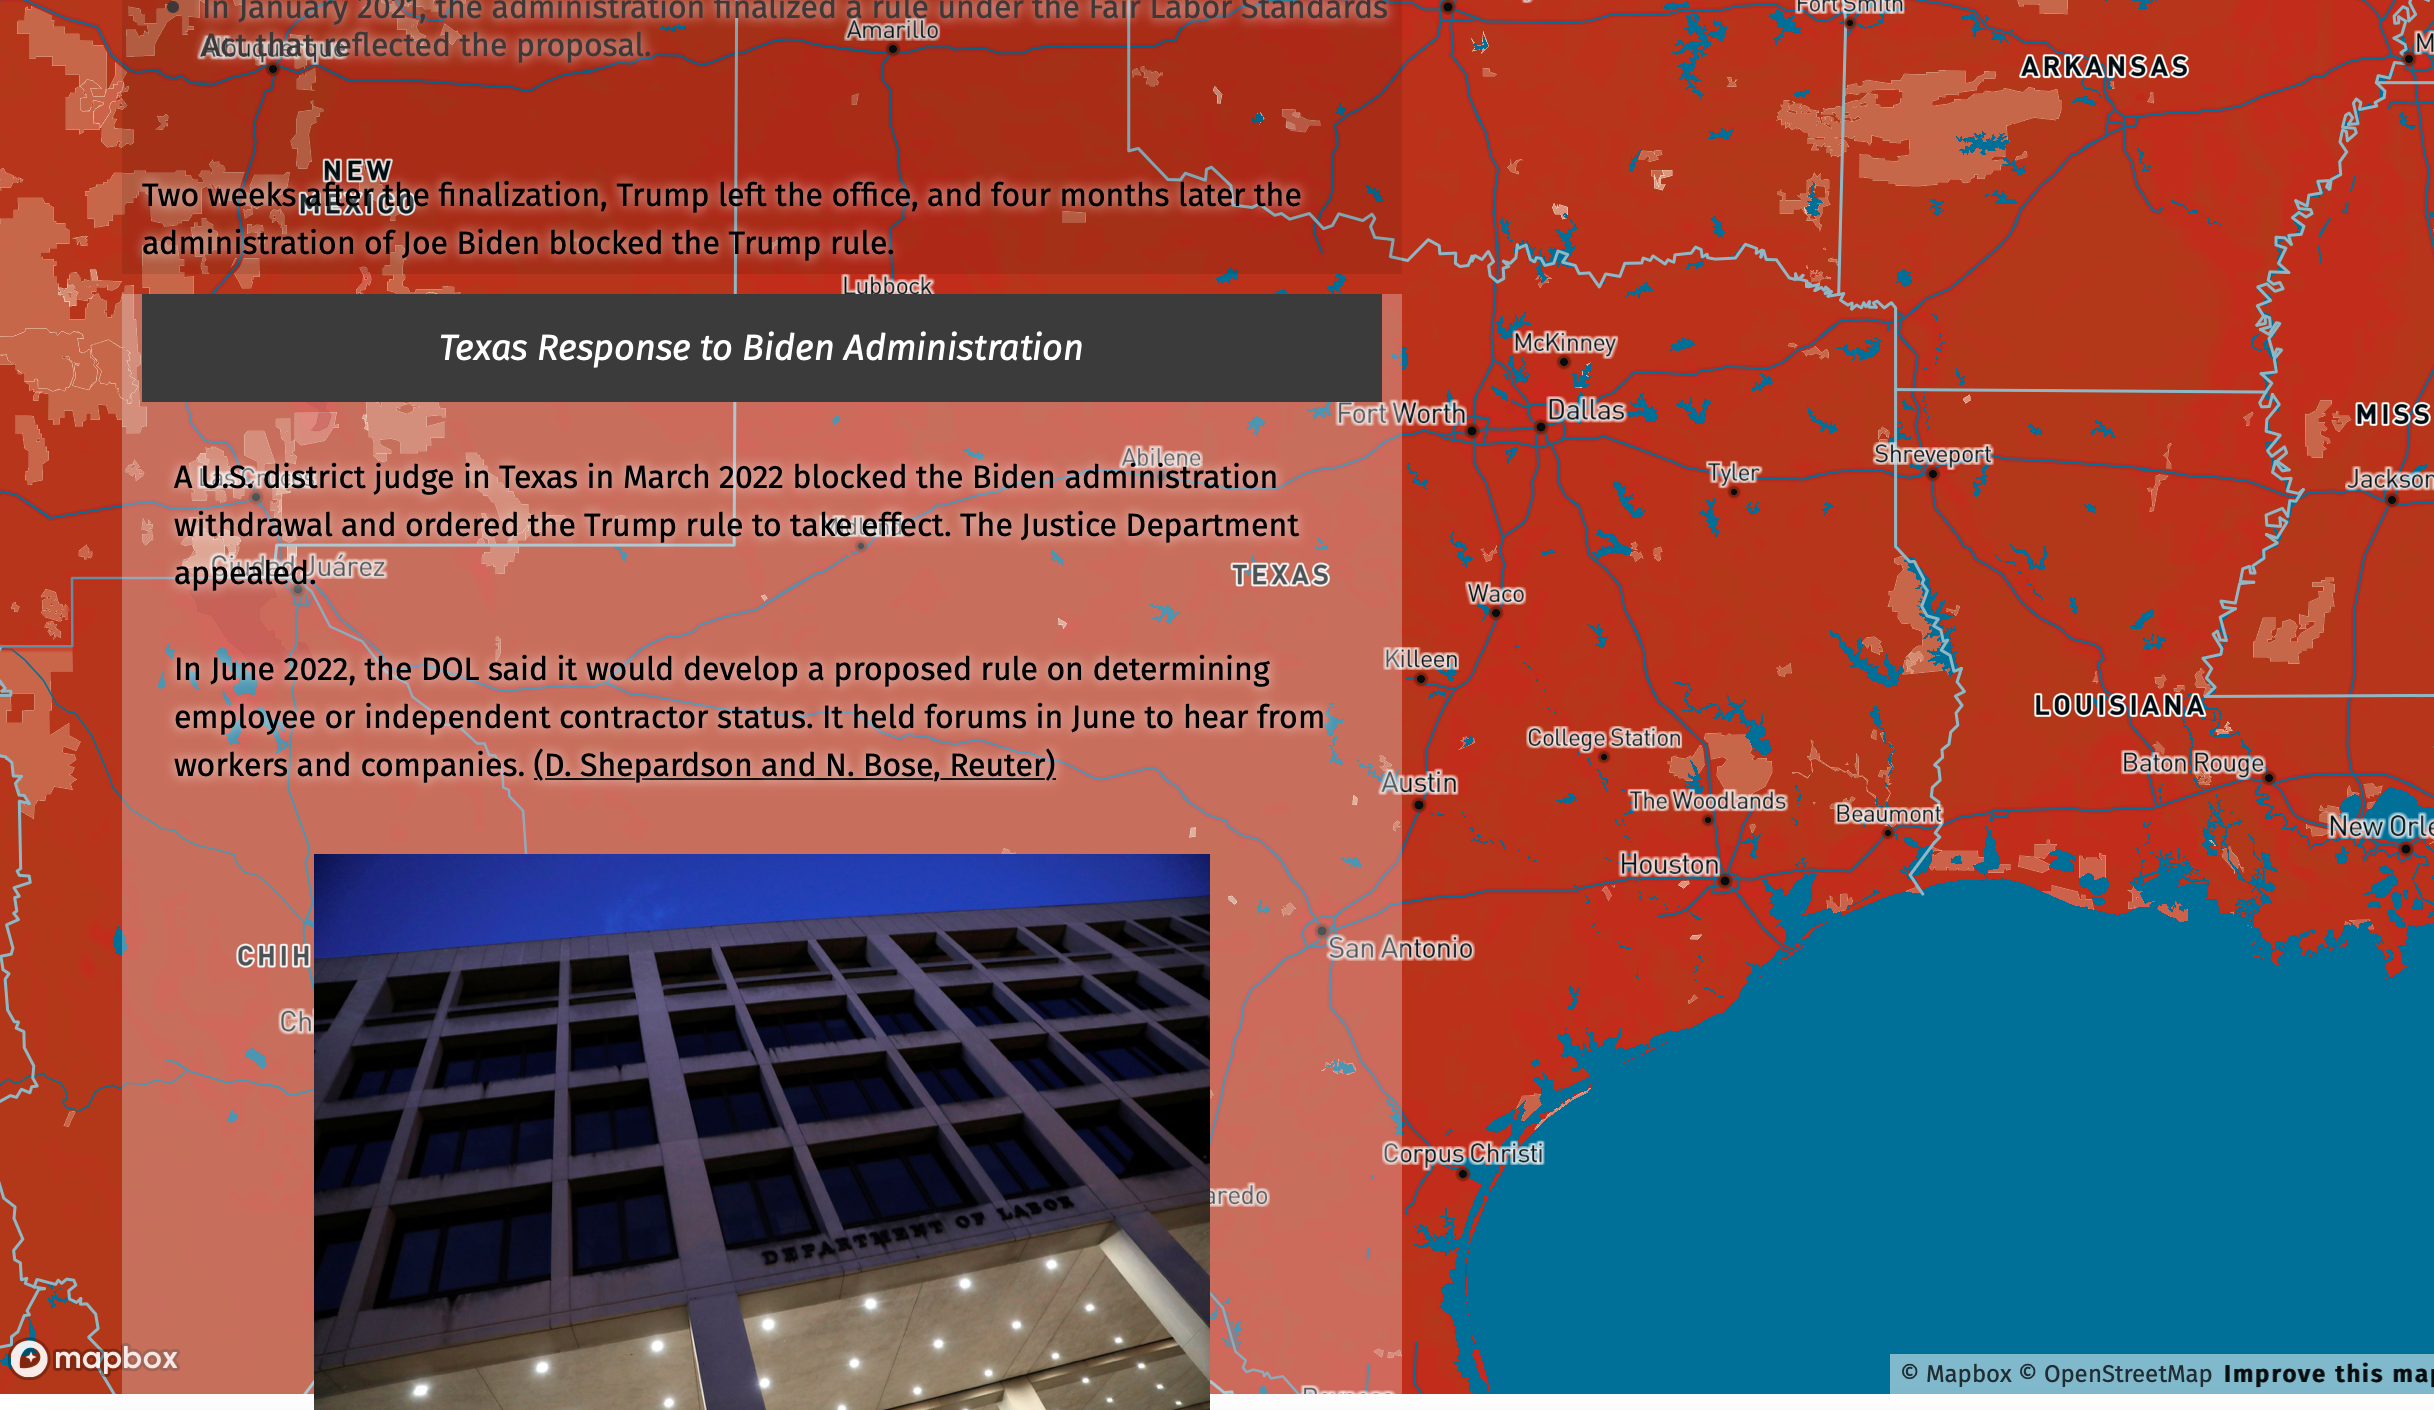 In January 2021, the administration finalized a rule under the Fair Labor Standards
Act that reflected the proposal.
Albuquerque
Amarillo
Fort Smith
ARKANSAS
NEW
MEXICO
Two weeks after the finalization, Trump left the office, and four months later the
administration of Joe Biden blocked the Trump rule.
Lubbock
Texas Response to Biden Administration
McKinney
Fort Worth
Dallas
MISS
Abilene
Tyler
Shreveport
Jackson
A U.S. district judge in Texas in March 2022 blocked the Biden administration
withdrawal and ordered the Trump rule to take effect. The Justice Department
appealed.
Ciudad Juárez
TEXAS
Waco
Killeen
In June 2022, the DOL said it would develop a proposed rule on determining
employee or independent contractor status. It held forums in June to hear from
workers and companies. (D. Shepardson and N. Bose, Reuter)
LOUISIANA
College Station
Baton Rouge
Austin
The Woodlands
Beaumont
New Orle
Houston
San Antonio
CHIH
Ch
Corpus Christi
aredo
DEPARTMENT OF LABOR
mapbox
© Mapbox © OpenStreetMap Improve this ma